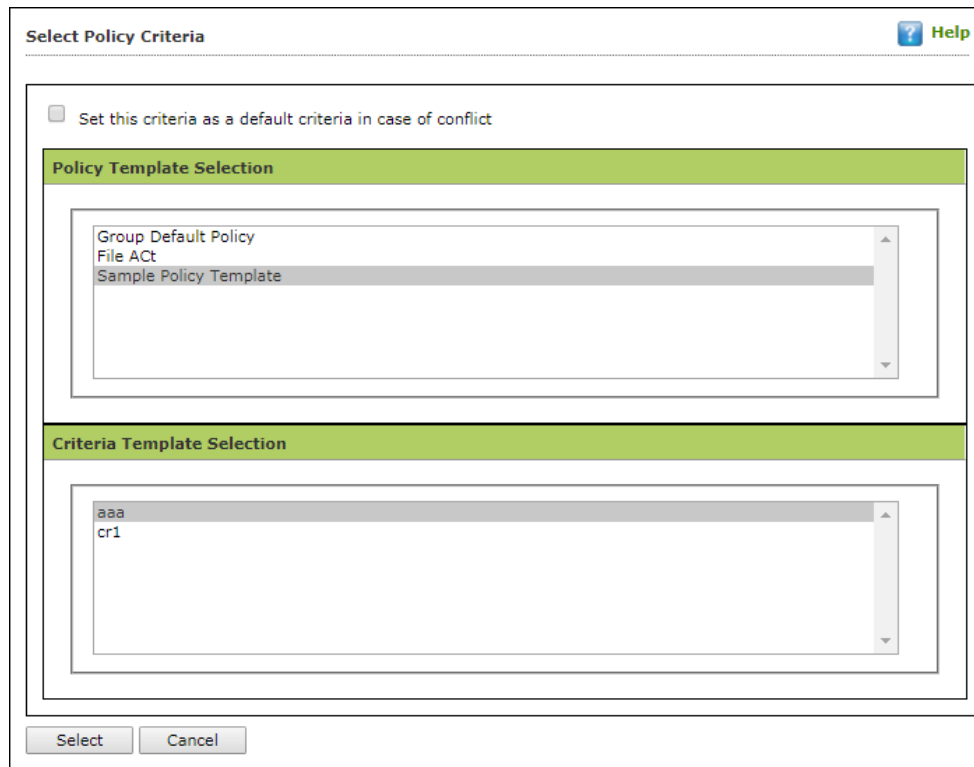 Select Policy Criteria
? Help
Set this criteria as a default criteria in case of conflict
Policy Template Selection
Group Default Policy
File ACt
Sample Policy Template
Criteria Template Selection
aaa
cr1
Select Cancel